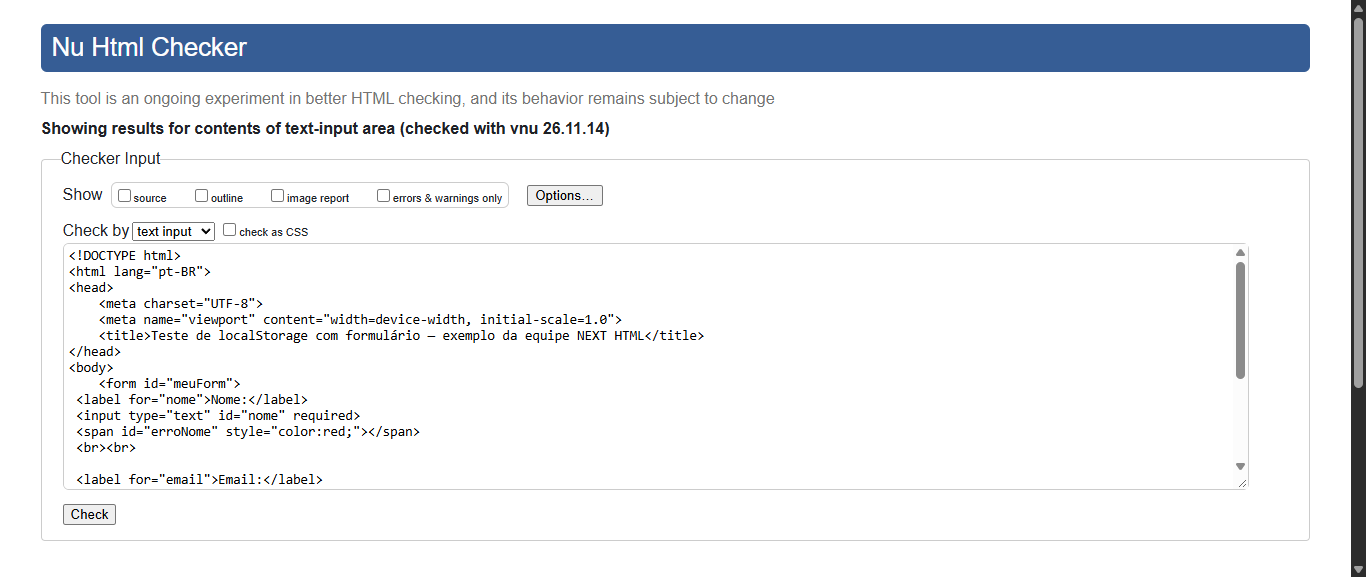 Nu Html Checker
This tool is an ongoing experiment in better HTML checking, and its behavior remains subject to change
Showing results for contents of text-input area (checked with vnu 26.11.14)
Checker Input
Show source outline image report errors & warnings only Options...
Check by text input check as CSS
<!DOCTYPE html>
<html lang="pt-BR">
<head>
    <meta charset="UTF-8">
    <meta name="viewport" content="width=device-width, initial-scale=1.0">
    <title>Teste de localStorage com formulário – exemplo da equipe NEXT HTML</title>
</head>
<body>
    <form id="meuForm">
 <label for="nome">Nome:</label>
 <input type="text" id="nome" required>
 <span id="erroNome" style="color:red;"></span>
 <br><br>
 <label for="email">Email:</label>
Check